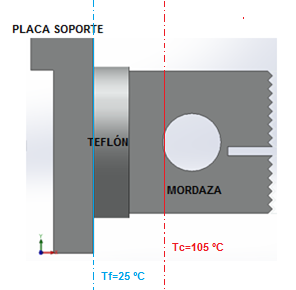 PLACA SOPORTE
TEFLÓN
MORDAZA
Tc=105 ºC
Tf=25 ºC